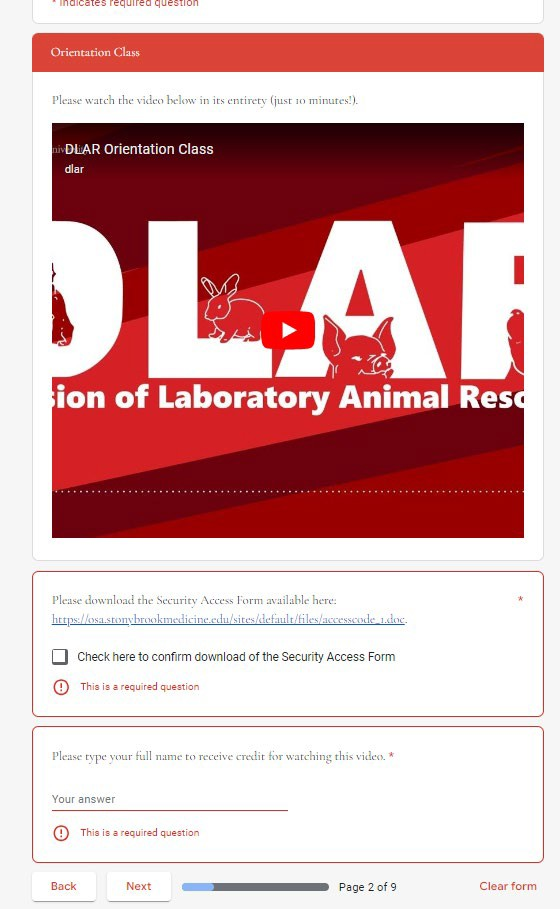 * Indicates required question
Orientation Class
Please watch the video below in its entirety (just 10 minutes!).
DLAR Orientation Class
dlar
DLAR
sion of Laboratory Animal Reso
Please download the Security Access Form available here:
*
https://osa.stonybrookmedicine.edu/sites/default/files/accesscode_1.doc.
Check here to confirm download of the Security Access Form
This is a required question
Please type your full name to receive credit for watching this video. *
Your answer
This is a required question
Back
Next
Page 2 of 9
Clear form